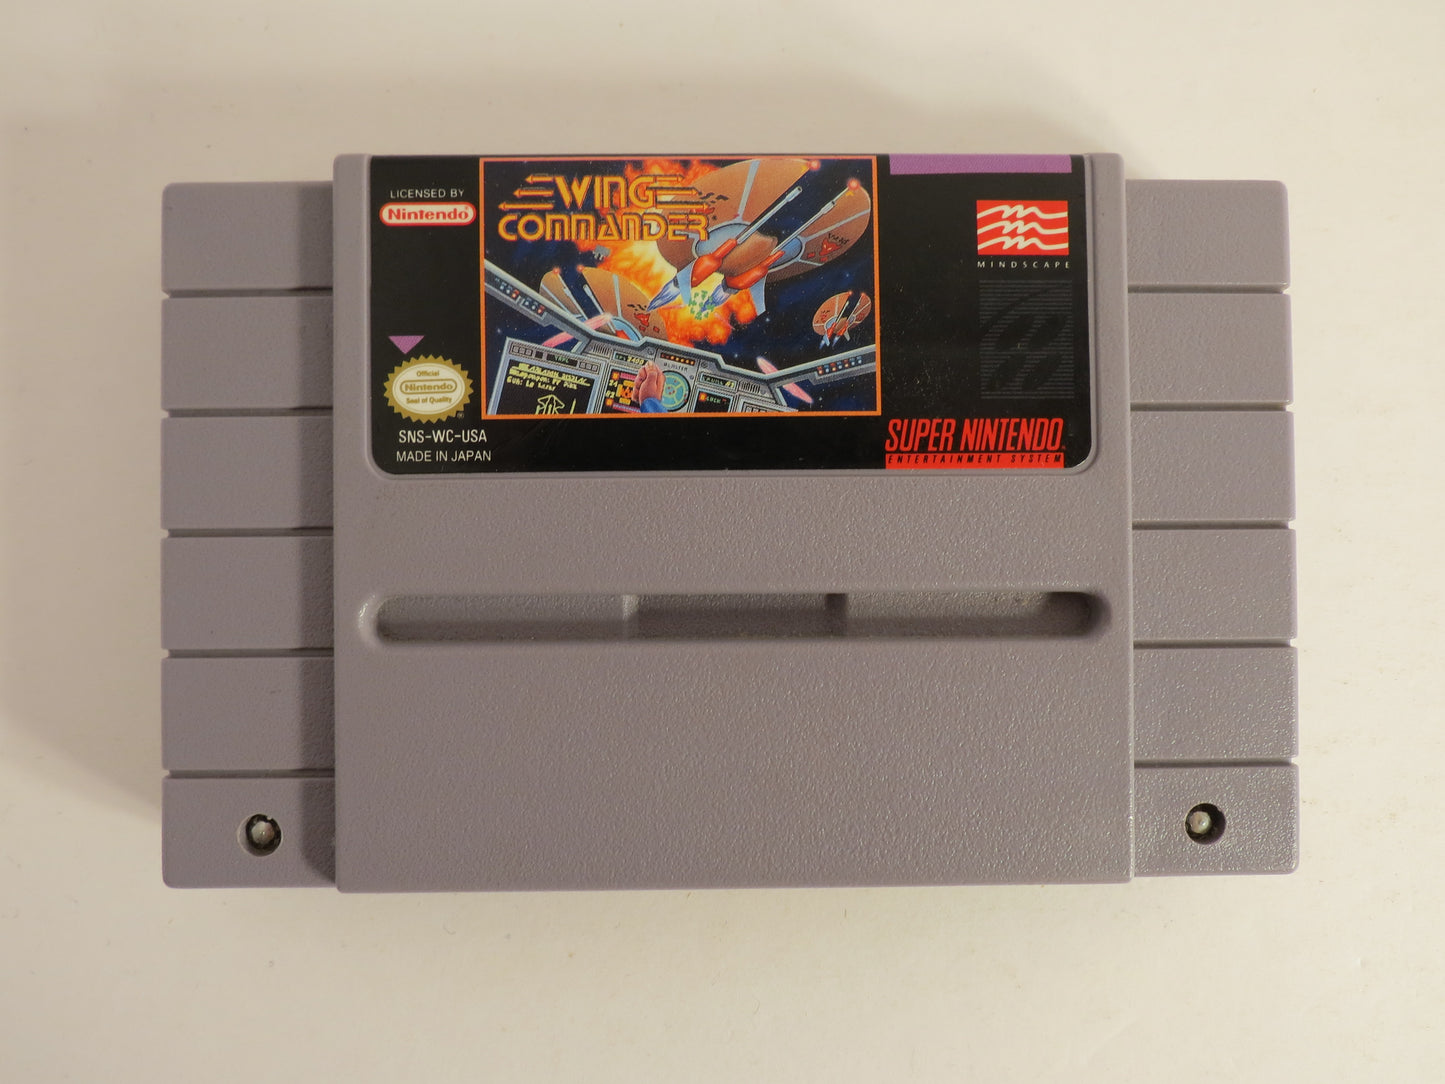 LICENSED BY
Nintendo
WING
COMMANDER
MINDSCAPE
Official
Nintendo
Seal of Quality
®
SNS-WC-USA
MADE IN JAPAN
SUPER NINTENDO
ENTERTAINMENT SYSTEM